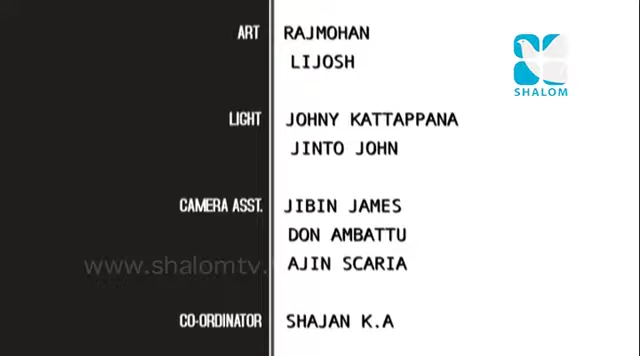 ART RAJMOHAN
LIJOSH
SHALOM
LIGHT JOHNY KATTAPPANA
JINTO JOHN
CAMERA ASST. JIBIN JAMES
DON AMBATTU
www.shalomtv. AJIN SCARIA
CO-ORDINATOR SHAJAN K.A